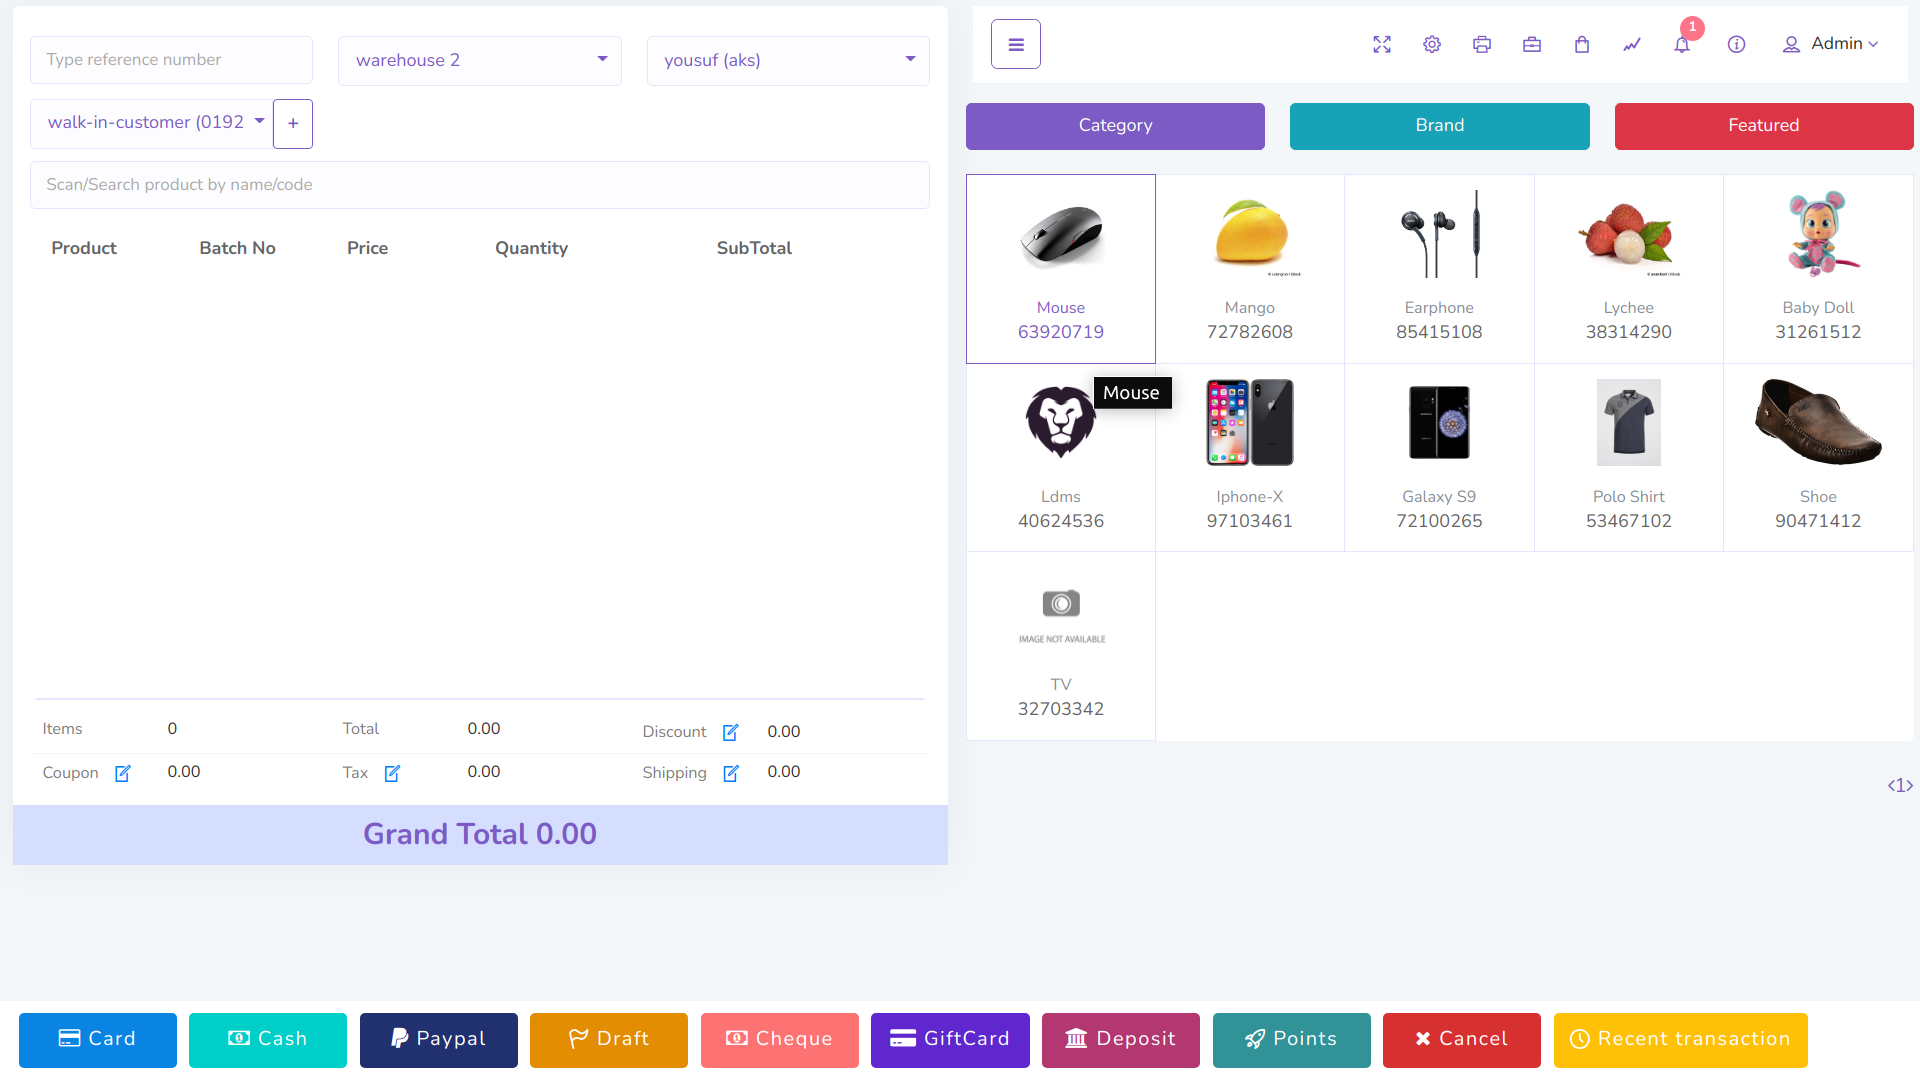 Type reference number
warehouse 2
yousuf (aks)
walk-in-customer (0192
+
Scan/Search product by name/code
Product Batch No Price Quantity SubTotal
Items 0 Total 0.00 Discount 0.00
Coupon 0.00 Tax 0.00 Shipping 0.00
Grand Total 0.00
1
Admin
Category Brand Featured
Mouse Mango Earphone Lychee Baby Doll
63920719 72782608 85415108 38314290 31261512
Mouse
Ldms Iphone-X Galaxy S9 Polo Shirt Shoe
40624536 97103461 72100265 53467102 90471412
IMAGE NOT AVAILABLE
TV
32703342
<1>
Card Cash Paypal Draft Cheque GiftCard Deposit Points Cancel Recent transaction